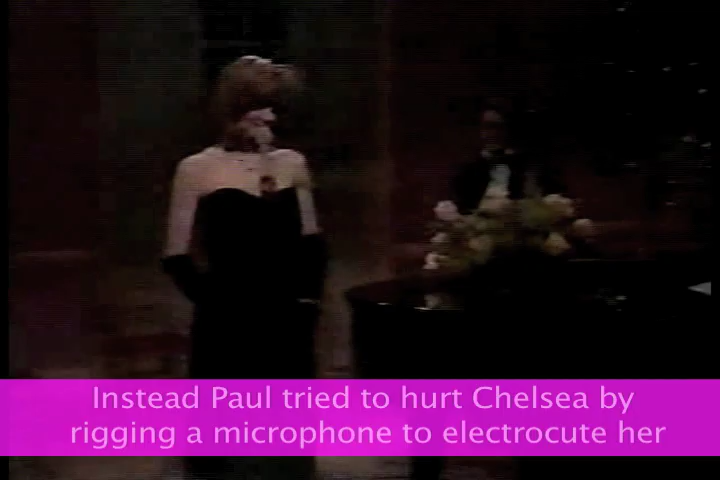 Instead Paul tried to hurt Chelsea by
rigging a microphone to electrocute her